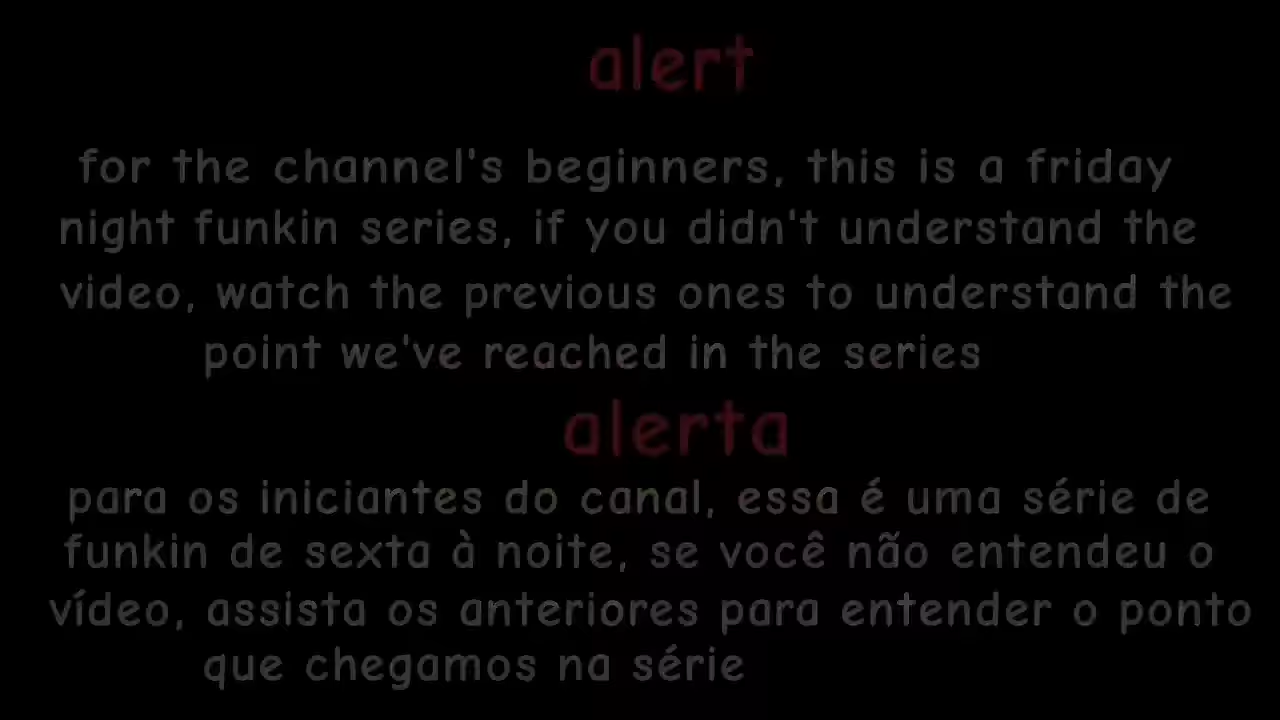 alert
for the channel's beginners, this is a friday
night funkin series, if you didn't understand the
video, watch the previous ones to understand the
point we've reached in the series
alerta
para os iniciantes do canal, essa é uma série de
funkin de sexta à noite, se você não entendeu o
vídeo, assista os anteriores para entender o ponto
que chegamos na série